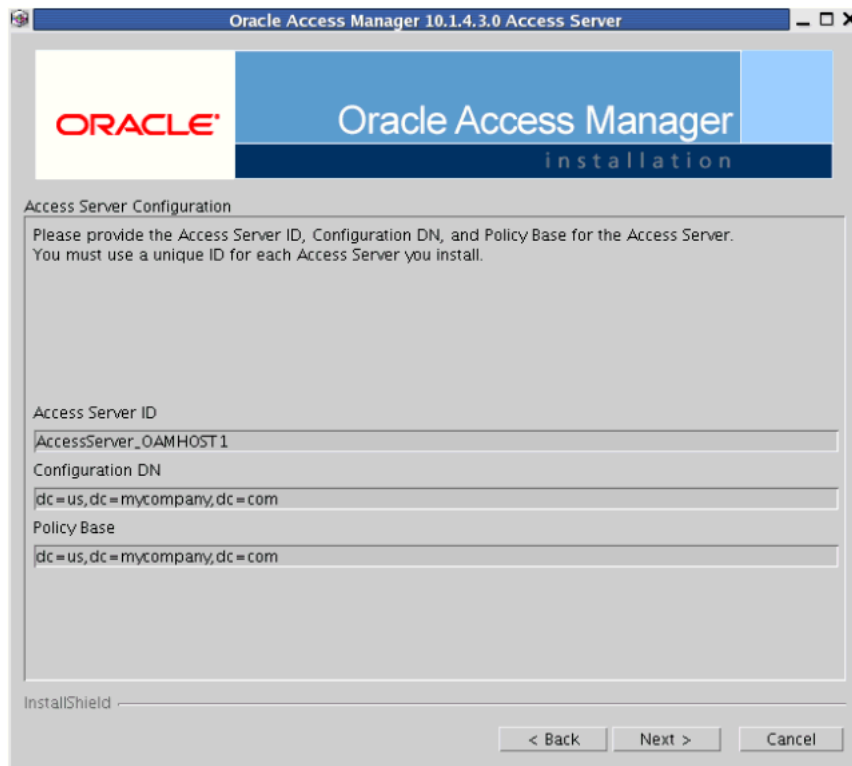 Oracle Access Manager 10.1.4.3.0 Access Server
ORACLE®
Oracle Access Manager
installation
Access Server Configuration
Please provide the Access Server ID, Configuration DN, and Policy Base for the Access Server.
You must use a unique ID for each Access Server you install.
Access Server ID
AccessServer_OAMHOST1
Configuration DN
dc=us,dc=mycompany,dc=com
Policy Base
dc=us,dc=mycompany,dc=com
InstallShield
< Back Next > Cancel